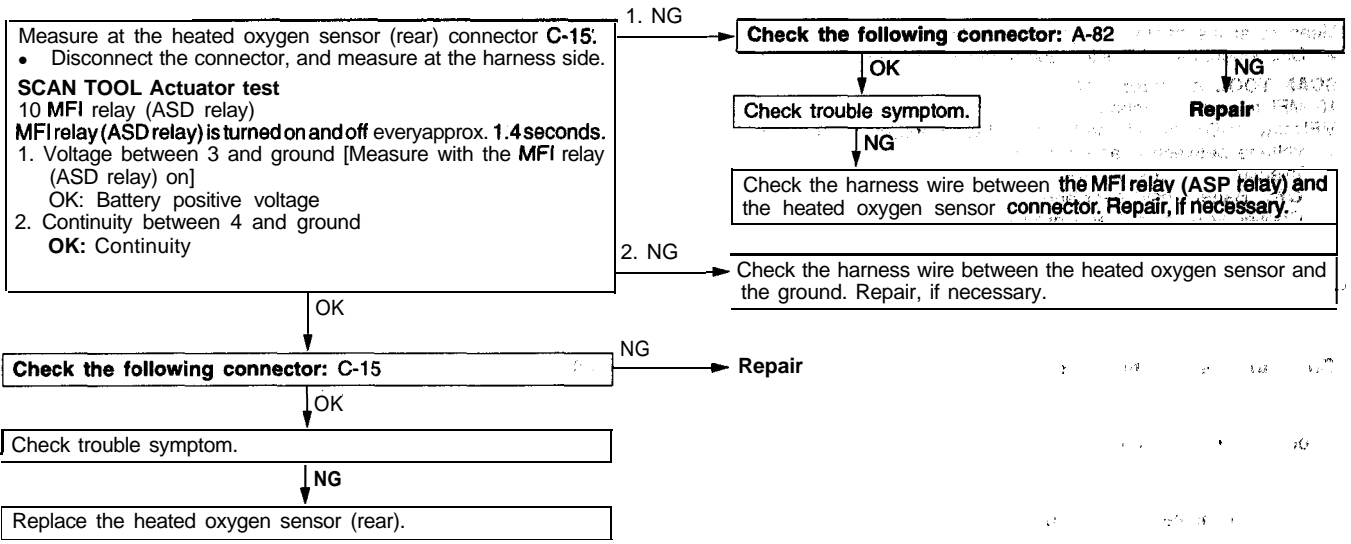 Measure at the heated oxygen sensor (rear) connector C-15.
• Disconnect the connector, and measure at the harness side.
SCAN TOOL Actuator test
10 MFI relay (ASD relay)
MFI relay (ASD relay) is turned on and off every approx. 1.4 seconds.
1. Voltage between 3 and ground [Measure with the MFI relay
(ASD relay) on]
OK: Battery positive voltage
2. Continuity between 4 and ground
OK: Continuity
1. NG
Check the following connector: A-82
OK
NG
Check trouble symptom.
Repair
NG
Check the harness wire between the MFI relay (ASP relay) and
the heated oxygen sensor connector. Repair, if necessary.
2. NG
Check the harness wire between the heated oxygen sensor and
the ground. Repair, if necessary.
OK
Check the following connector: C-15
NG
Repair
OK
Check trouble symptom.
NG
Replace the heated oxygen sensor (rear).